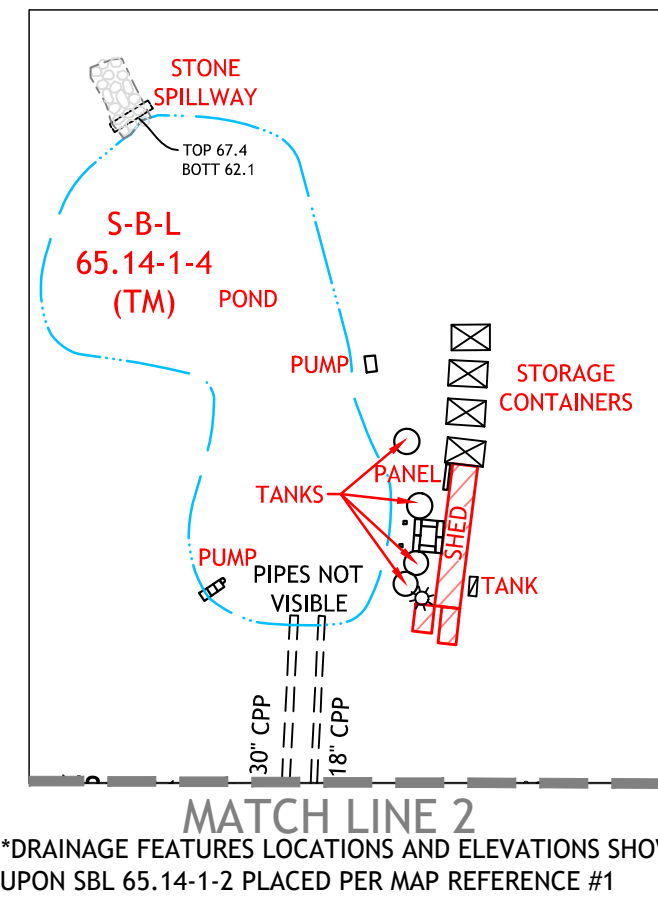 STONE
SPILLWAY
TOP 67.4
BOTT 62.1
S-B-L
65.14-1-4
(TM)
POND
PUMP
STORAGE
CONTAINERS
PANEL
TANKS
SHED
PUMP
PIPES NOT
VISIBLE
TANK
30" CPP
18" CPP
MATCH LINE 2
*DRAINAGE FEATURES LOCATIONS AND ELEVATIONS
UPON SBL 65.14-1-2 PLACED PER MAP REFERENCE #1